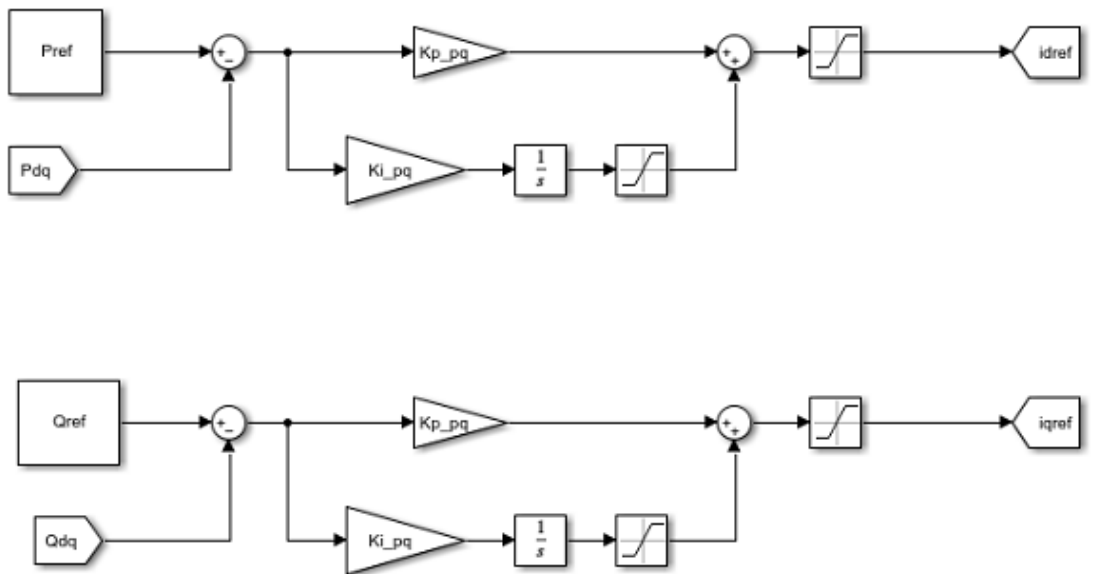 Pref
Kp_pq
idref
Pdq
Ki_pq
1
s
Qref
Kp_pq
iqref
Qdq
Ki_pq
1
s